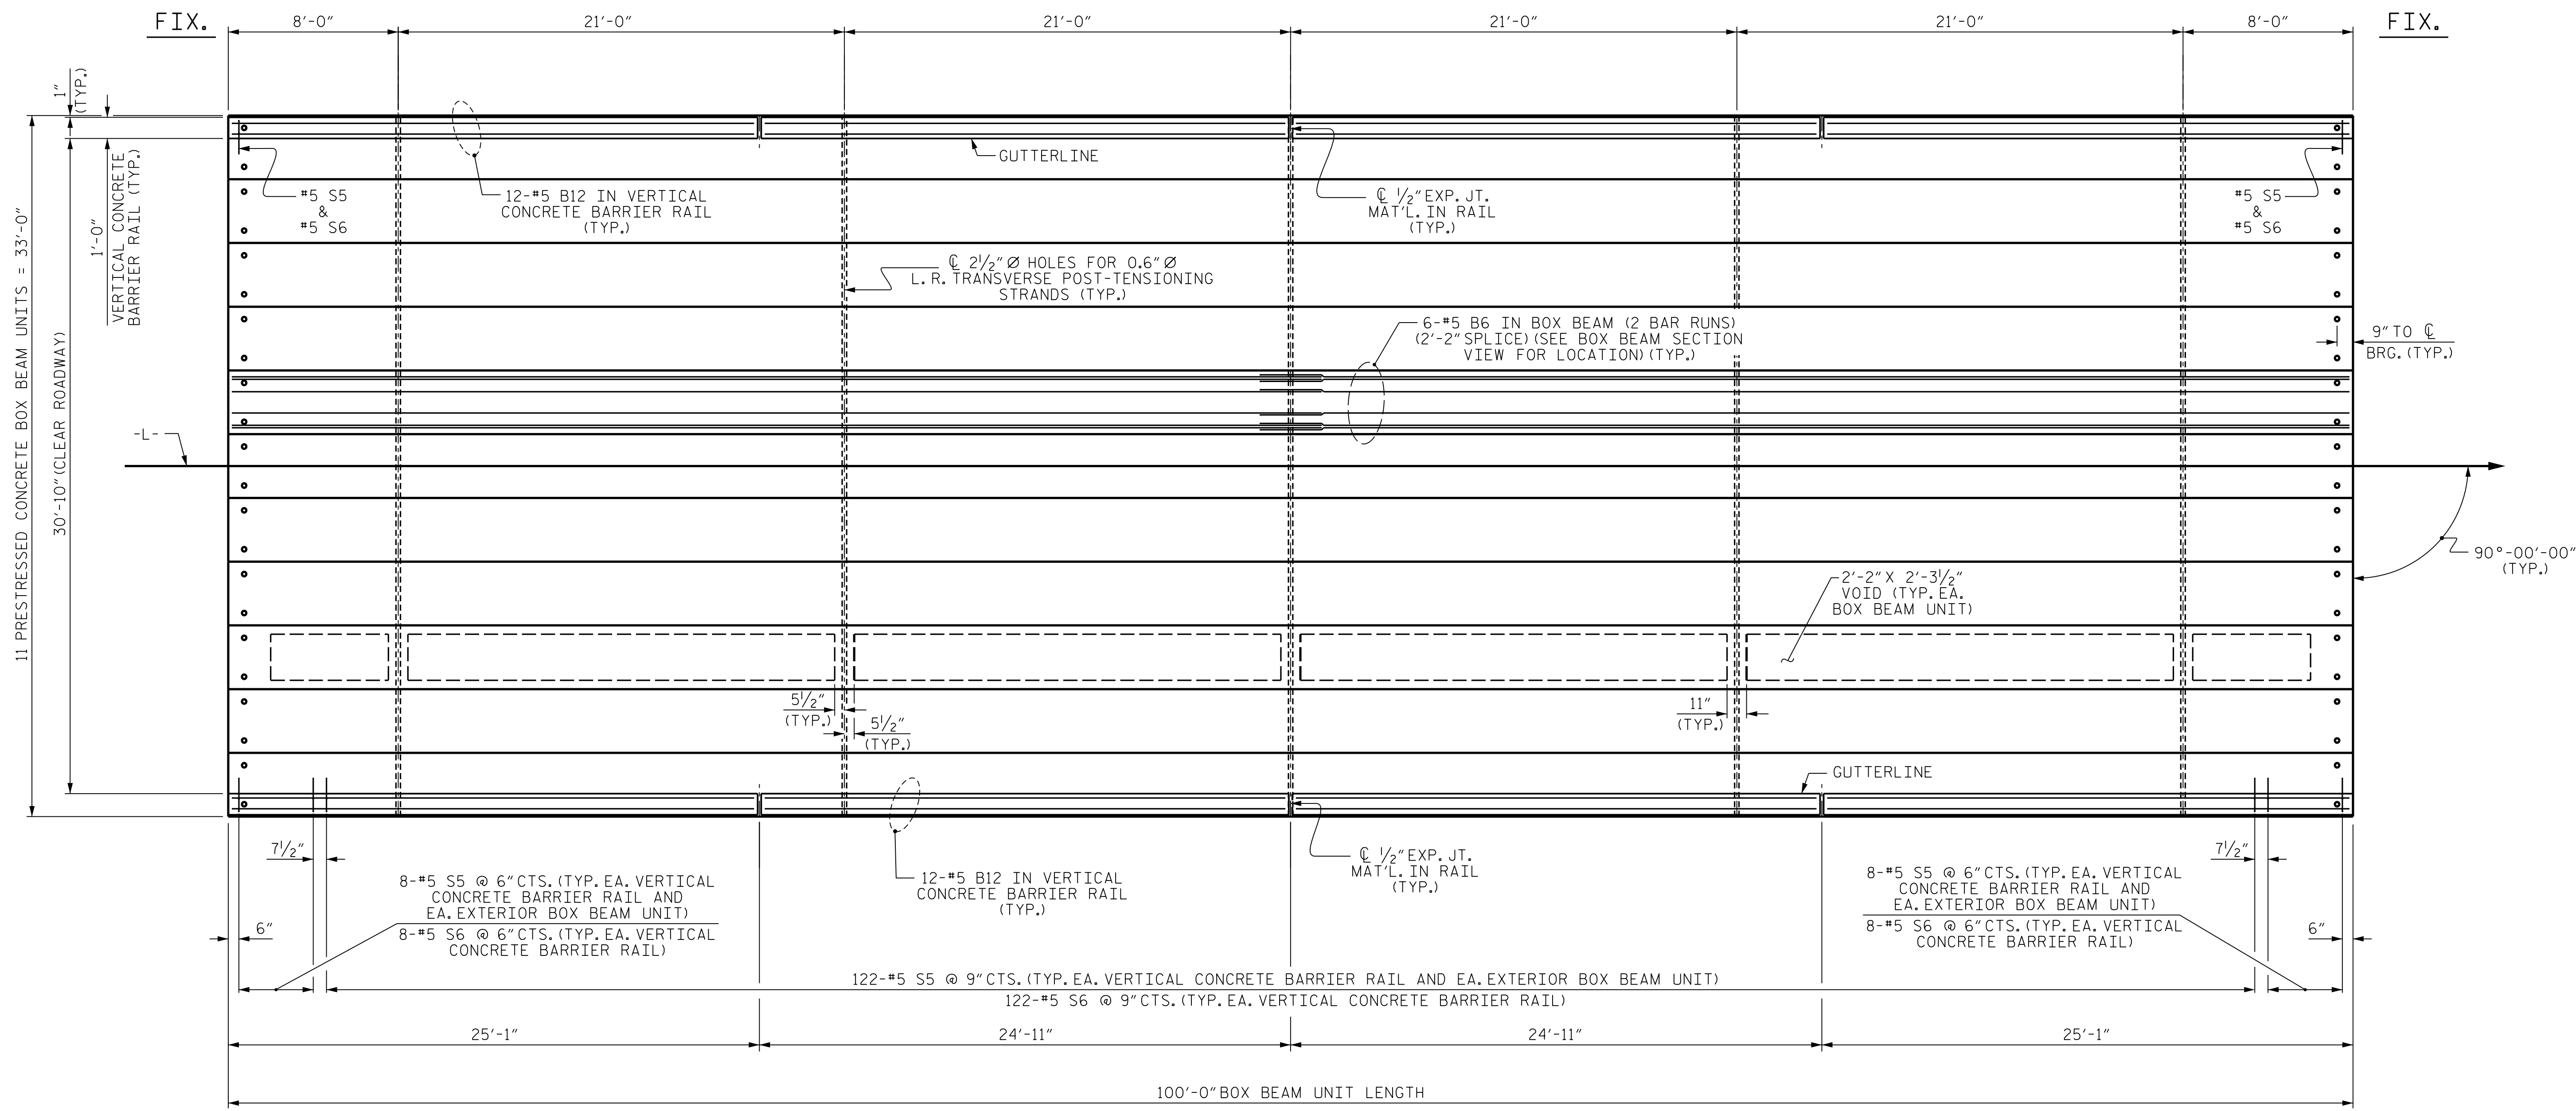 FIX.
8'-0"
21'-0"
21'-0"
21'-0"
21'-0"
8'-0"
FIX.
1"
(TYP.)
1'-0"
VERTICAL CONCRETE
BARRIER RAIL (TYP.)
11 PRESTRESSED CONCRETE BOX BEAM UNITS = 33'-0"
30'-10" (CLEAR ROADWAY)
GUTTERLINE
#5 S5
&
#5 S6
12-#5 B12 IN VERTICAL
CONCRETE BARRIER RAIL
(TYP.)
℄ 1/2" EXP. JT.
MAT'L. IN RAIL
(TYP.)
#5 S5
&
#5 S6
℄ 2 1/2" Ø HOLES FOR 0.6" Ø
L.R. TRANSVERSE POST-TENSIONING
STRANDS (TYP.)
6-#5 B6 IN BOX BEAM (2 BAR RUNS)
(2'-2" SPLICE) (SEE BOX BEAM SECTION
VIEW FOR LOCATION) (TYP.)
9" TO ℄
BRG. (TYP.)
-L-
90°-00'-00"
(TYP.)
2'-2" X 2'-3 1/2"
VOID (TYP. EA.
BOX BEAM UNIT)
5 1/2"
(TYP.)
5 1/2"
(TYP.)
11"
(TYP.)
GUTTERLINE
7 1/2"
8-#5 S5 @ 6" CTS. (TYP. EA. VERTICAL
CONCRETE BARRIER RAIL AND
EA. EXTERIOR BOX BEAM UNIT)
8-#5 S6 @ 6" CTS. (TYP. EA. VERTICAL
CONCRETE BARRIER RAIL)
6"
12-#5 B12 IN VERTICAL
CONCRETE BARRIER RAIL
(TYP.)
℄ 1/2" EXP. JT.
MAT'L. IN RAIL
(TYP.)
7 1/2"
8-#5 S5 @ 6" CTS. (TYP. EA. VERTICAL
CONCRETE BARRIER RAIL AND
EA. EXTERIOR BOX BEAM UNIT)
8-#5 S6 @ 6" CTS. (TYP. EA. VERTICAL
CONCRETE BARRIER RAIL)
6"
122-#5 S5 @ 9" CTS. (TYP. EA. VERTICAL CONCRETE BARRIER RAIL AND EA. EXTERIOR BOX BEAM UNIT)
122-#5 S6 @ 9" CTS. (TYP. EA. VERTICAL CONCRETE BARRIER RAIL)
25'-1"
24'-11"
24'-11"
25'-1"
100'-0" BOX BEAM UNIT LENGTH